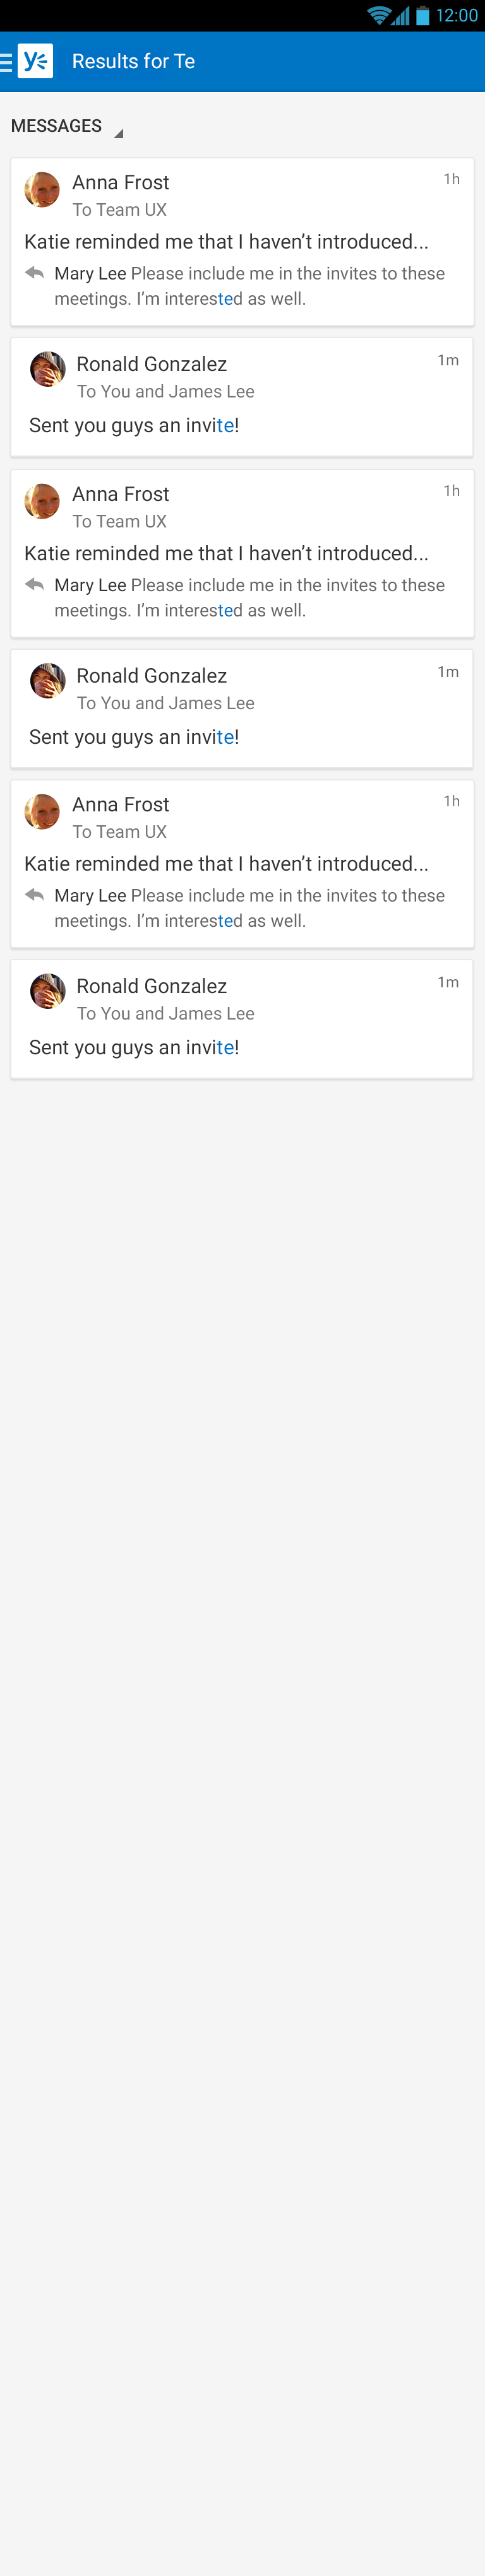 12:00
Results for Te
MESSAGES
Anna Frost 1h
To Team UX
Katie reminded me that I haven’t introduced...
Mary Lee Please include me in the invites to these
meetings. I’m interested as well.
Ronald Gonzalez 1m
To You and James Lee
Sent you guys an invite!
Anna Frost 1h
To Team UX
Katie reminded me that I haven’t introduced...
Mary Lee Please include me in the invites to these
meetings. I’m interested as well.
Ronald Gonzalez 1m
To You and James Lee
Sent you guys an invite!
Anna Frost 1h
To Team UX
Katie reminded me that I haven’t introduced...
Mary Lee Please include me in the invites to these
meetings. I’m interested as well.
Ronald Gonzalez 1m
To You and James Lee
Sent you guys an invite!